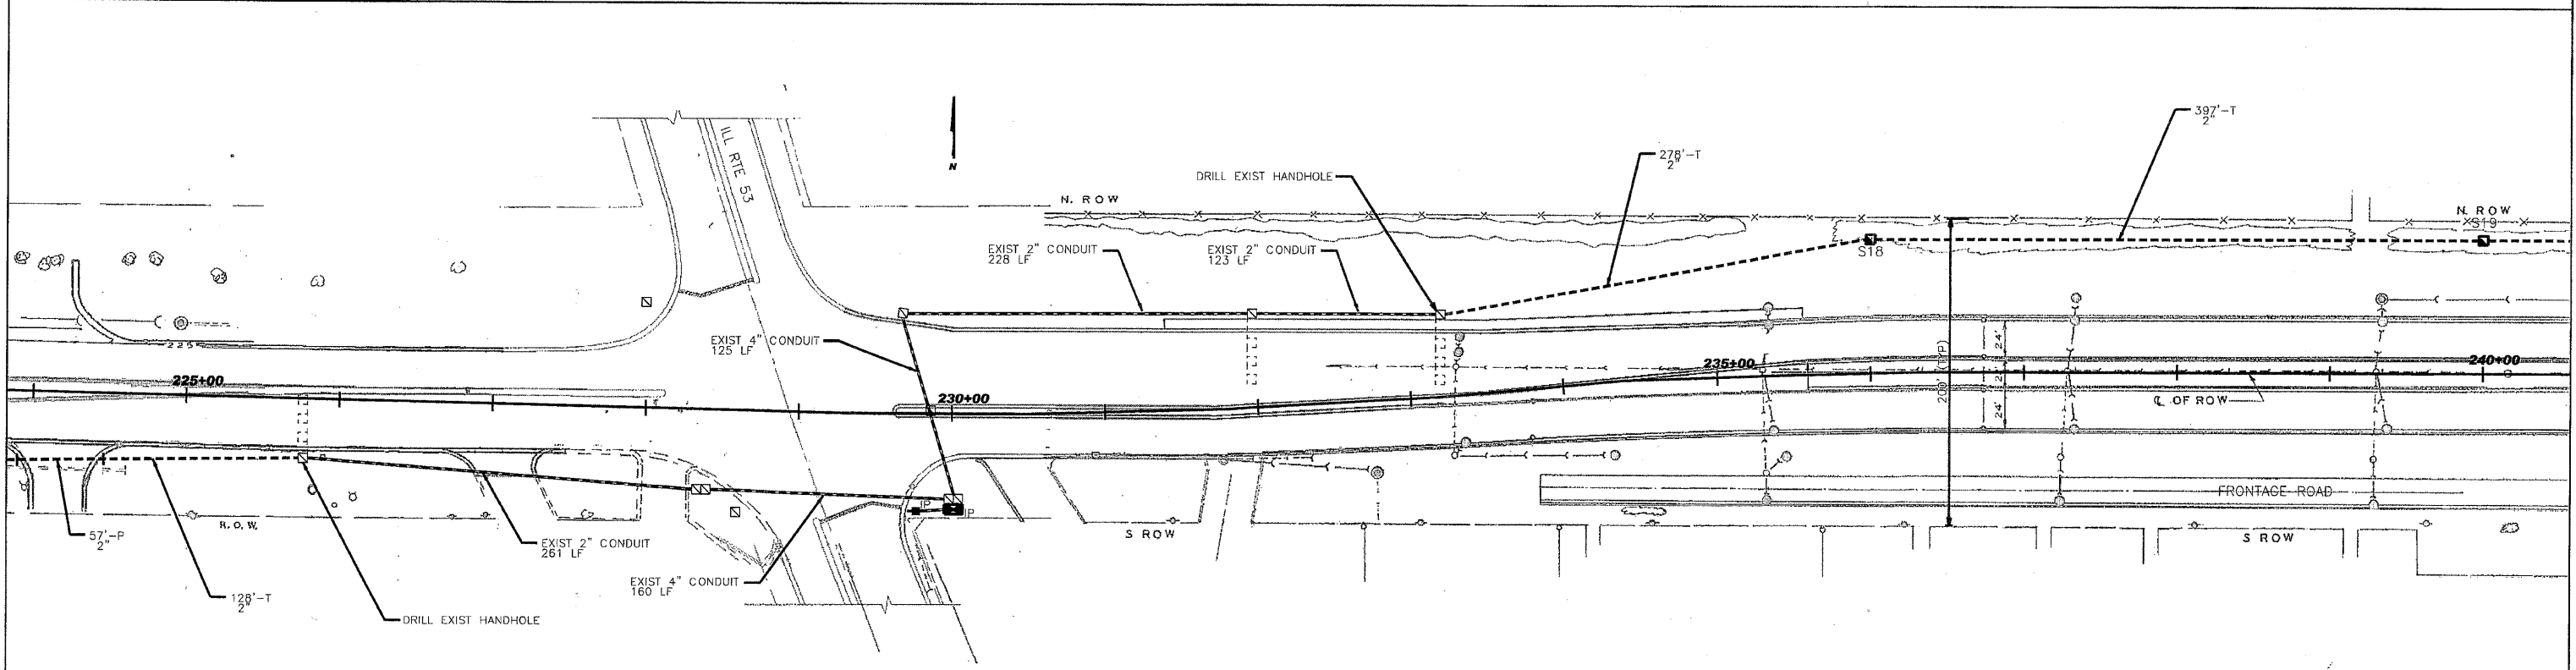 397'-T
2"
278'-T
2"
ILL RTE 53
N
DRILL EXIST HANDHOLE
N. ROW
N. ROW
S19
S18
EXIST 2" CONDUIT
228 LF
EXIST 2" CONDUIT
123 LF
EXIST 4" CONDUIT
125 LF
225
225+00
230+00
235+00
240+00
24'
24'
200' (TYP)
℄ OF ROW
FRONTAGE ROAD
IP
IP
R.O.W.
S ROW
S ROW
57'-P
2"
EXIST 2" CONDUIT
261 LF
EXIST 4" CONDUIT
160 LF
128'-T
2"
DRILL EXIST HANDHOLE